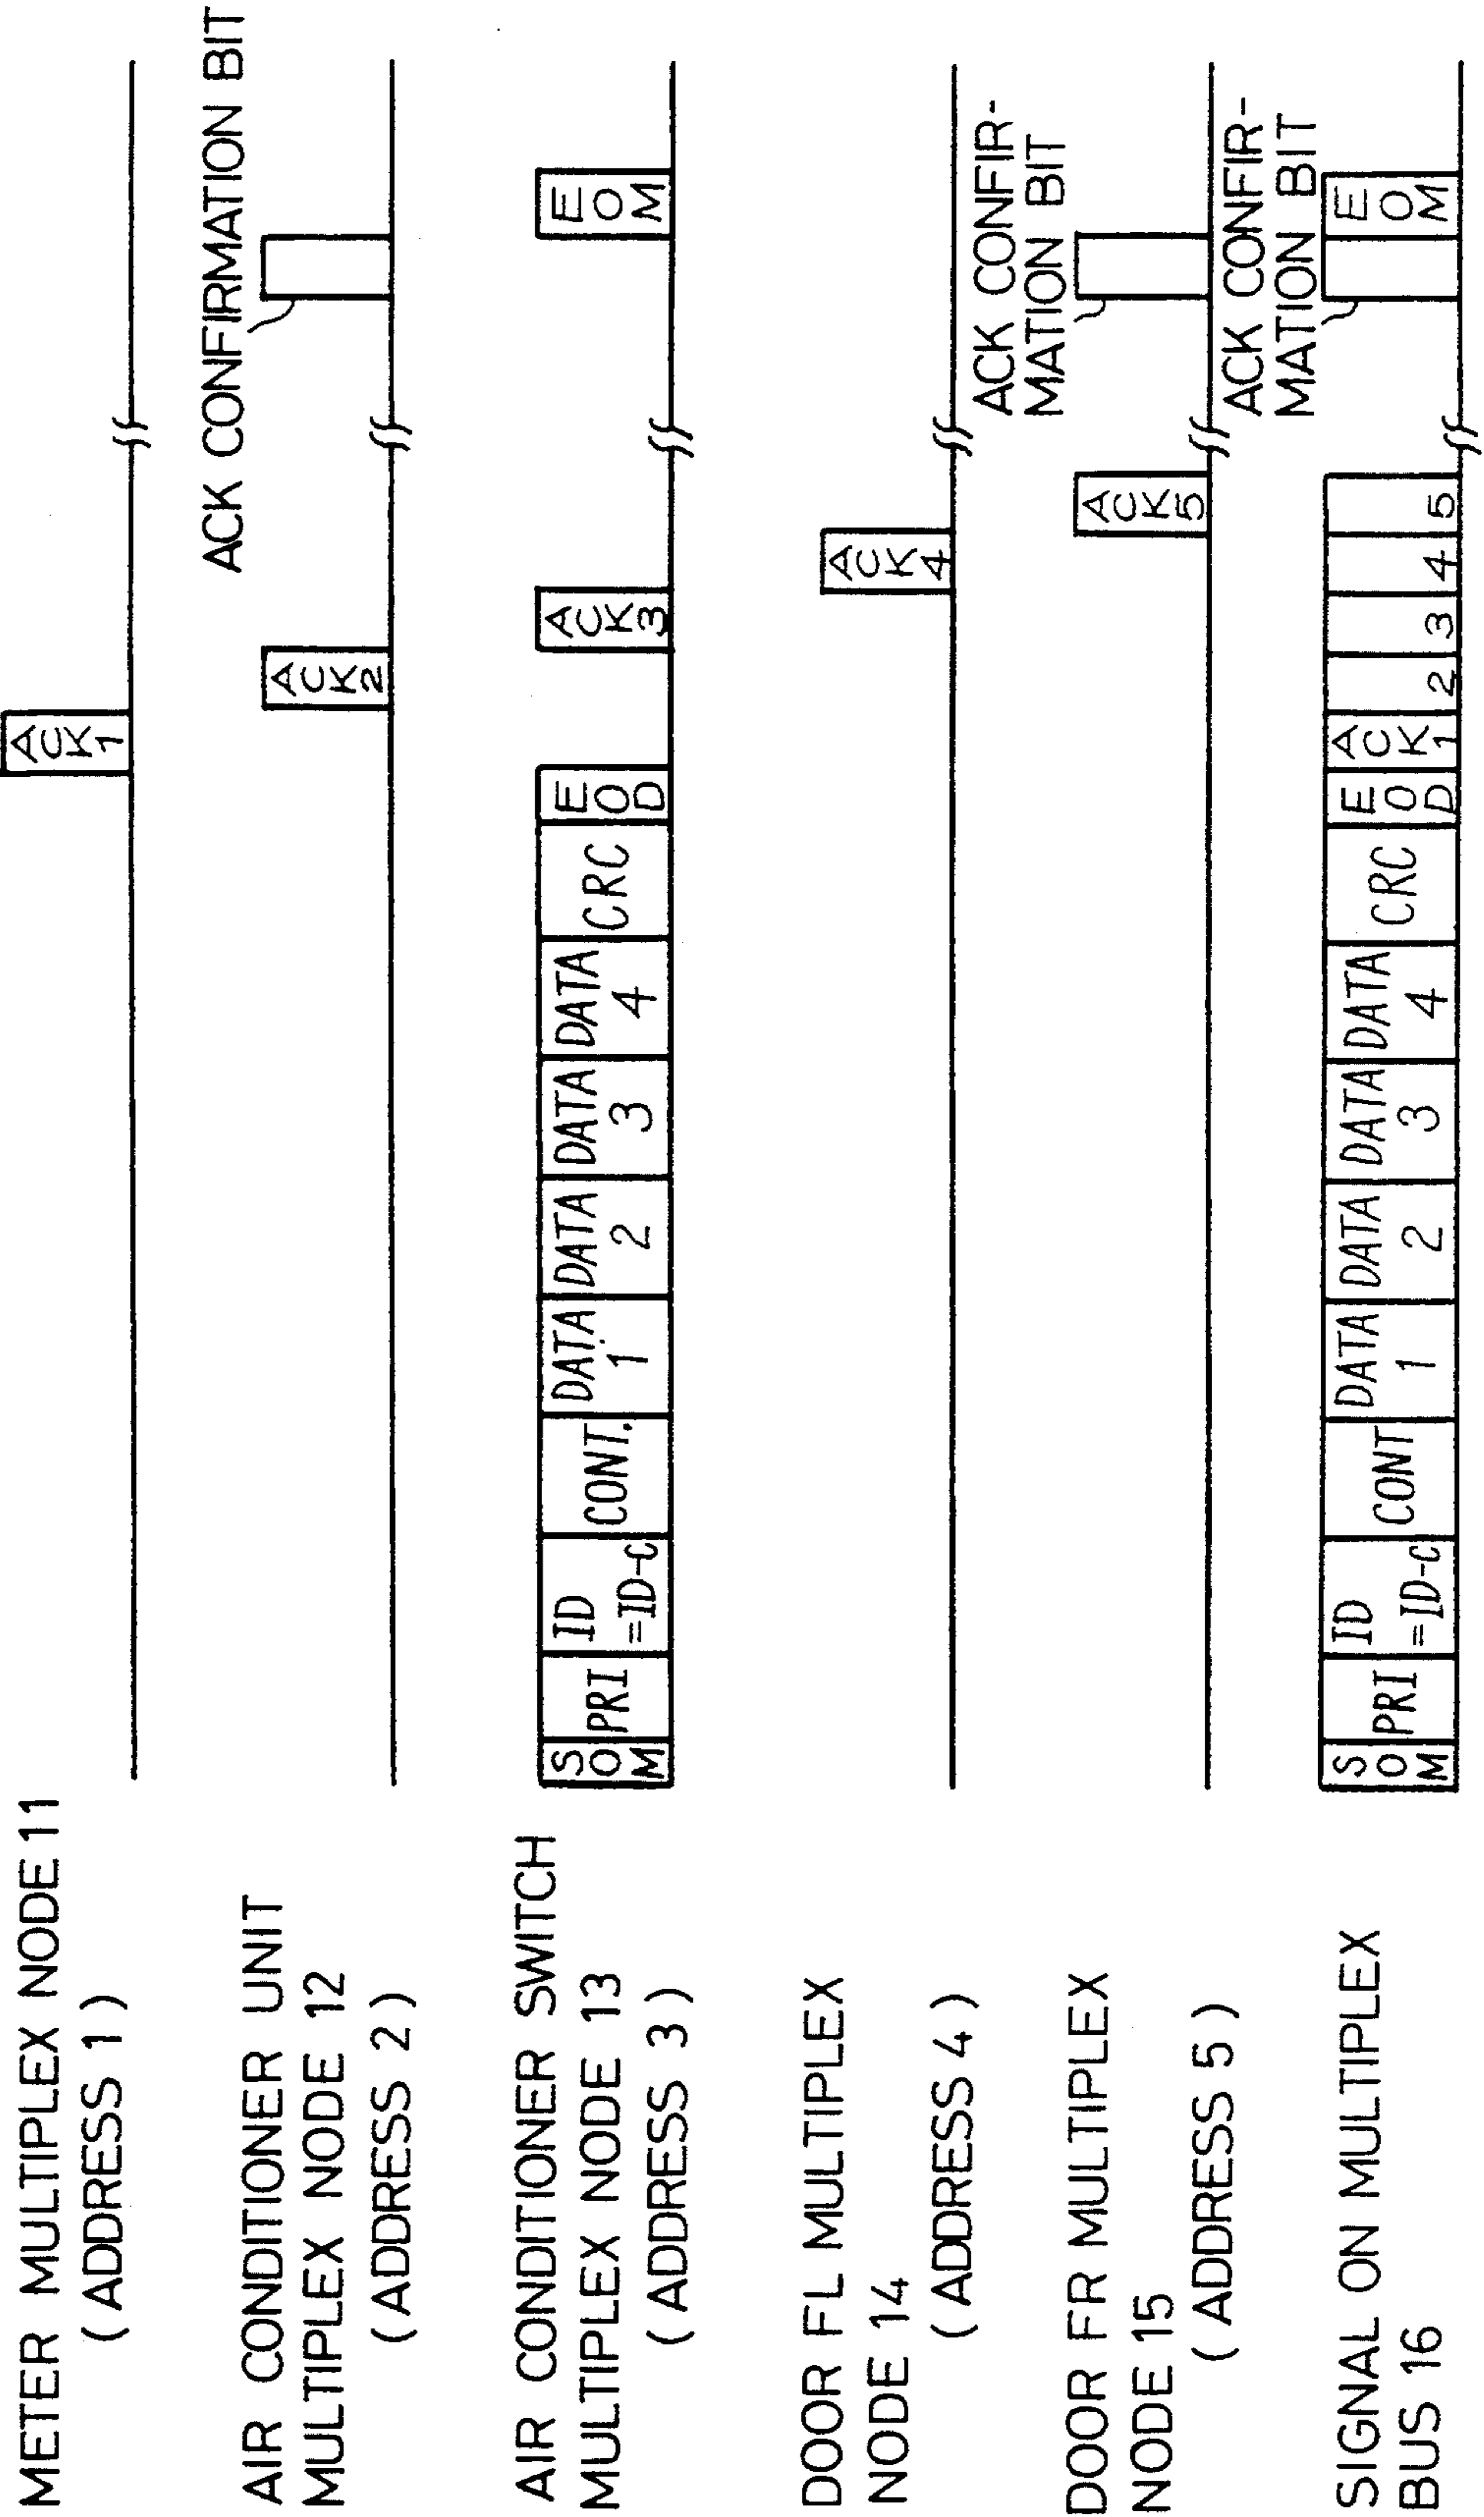 METER MULTIPLEX NODE 11
( ADDRESS 1 )
ACK 1
AIR CONDITIONER UNIT
MULTIPLEX NODE 12
( ADDRESS 2 )
ACK 2
ACK CONFIRMATION BIT
AIR CONDITIONER SWITCH
MULTIPLEX NODE 13
( ADDRESS 3 )
SOM PRI ID =ID-C CONT. DATA 1 DATA 2 DATA 3 DATA 4 CRC EOD ACK 3 EOM
DOOR FL MULTIPLEX
NODE 14
( ADDRESS 4 )
ACK 4
DOOR FR MULTIPLEX
NODE 15
( ADDRESS 5 )
ACK 5
ACK CONFIR-
MATION BIT
SIGNAL ON MULTIPLEX
BUS 16
SOM PRI ID =ID-C CONT DATA 1 DATA 2 DATA 3 DATA 4 CRC EOD ACK 1 2 3 4 5 EOM
ACK CONFIR-
MATION BIT